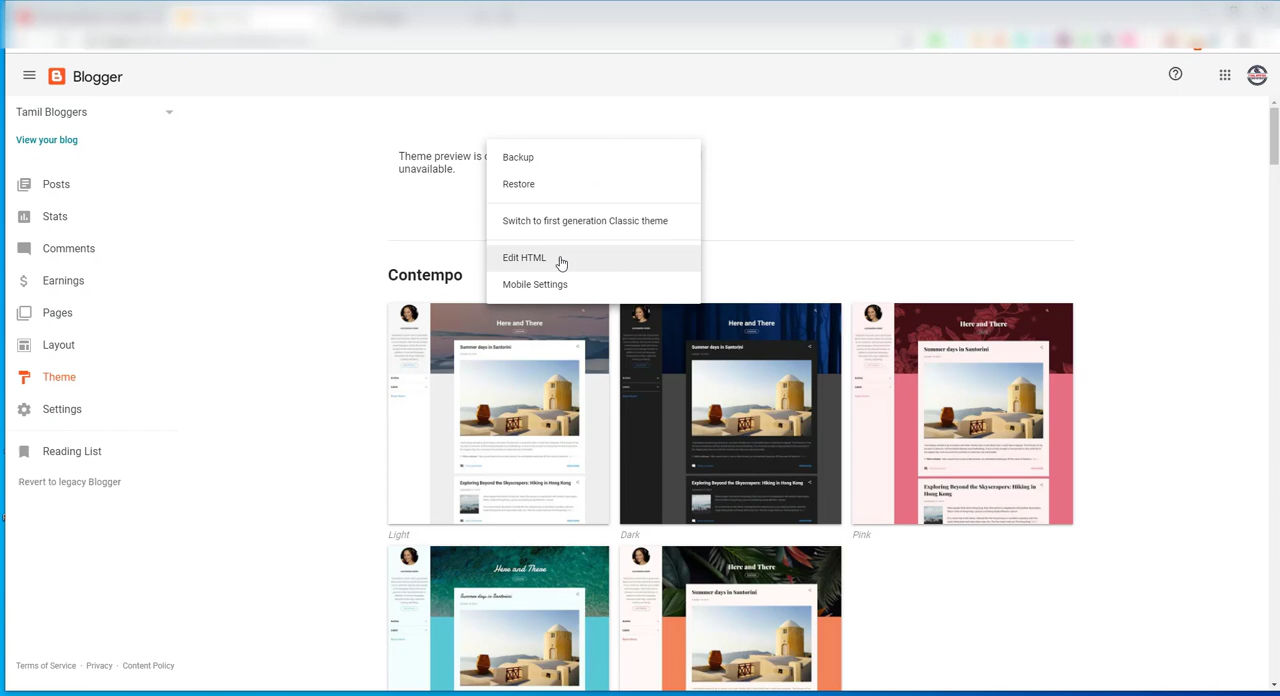 Blogger
Tamil Bloggers
View your blog
Posts
Stats
Comments
Earnings
Pages
Layout
Theme
Settings
Reading List
Revert to legacy Blogger
Terms of Service · Privacy · Content Policy
Theme preview is c
unavailable.
Backup
Restore
Switch to first generation Classic theme
Edit HTML
Mobile Settings
Contempo
Here and There
Summer days in Santorini
Exploring Beyond the Skyscrapers: Hiking in Hong Kong
Light
Here and There
Summer days in Santorini
Exploring Beyond the Skyscrapers: Hiking in Hong Kong
Dark
Here and There
Summer days in Santorini
Exploring Beyond the Skyscrapers: Hiking in
Hong Kong
Pink
Here and There
Summer days in Santorini
Here and There
Summer days in Santorini